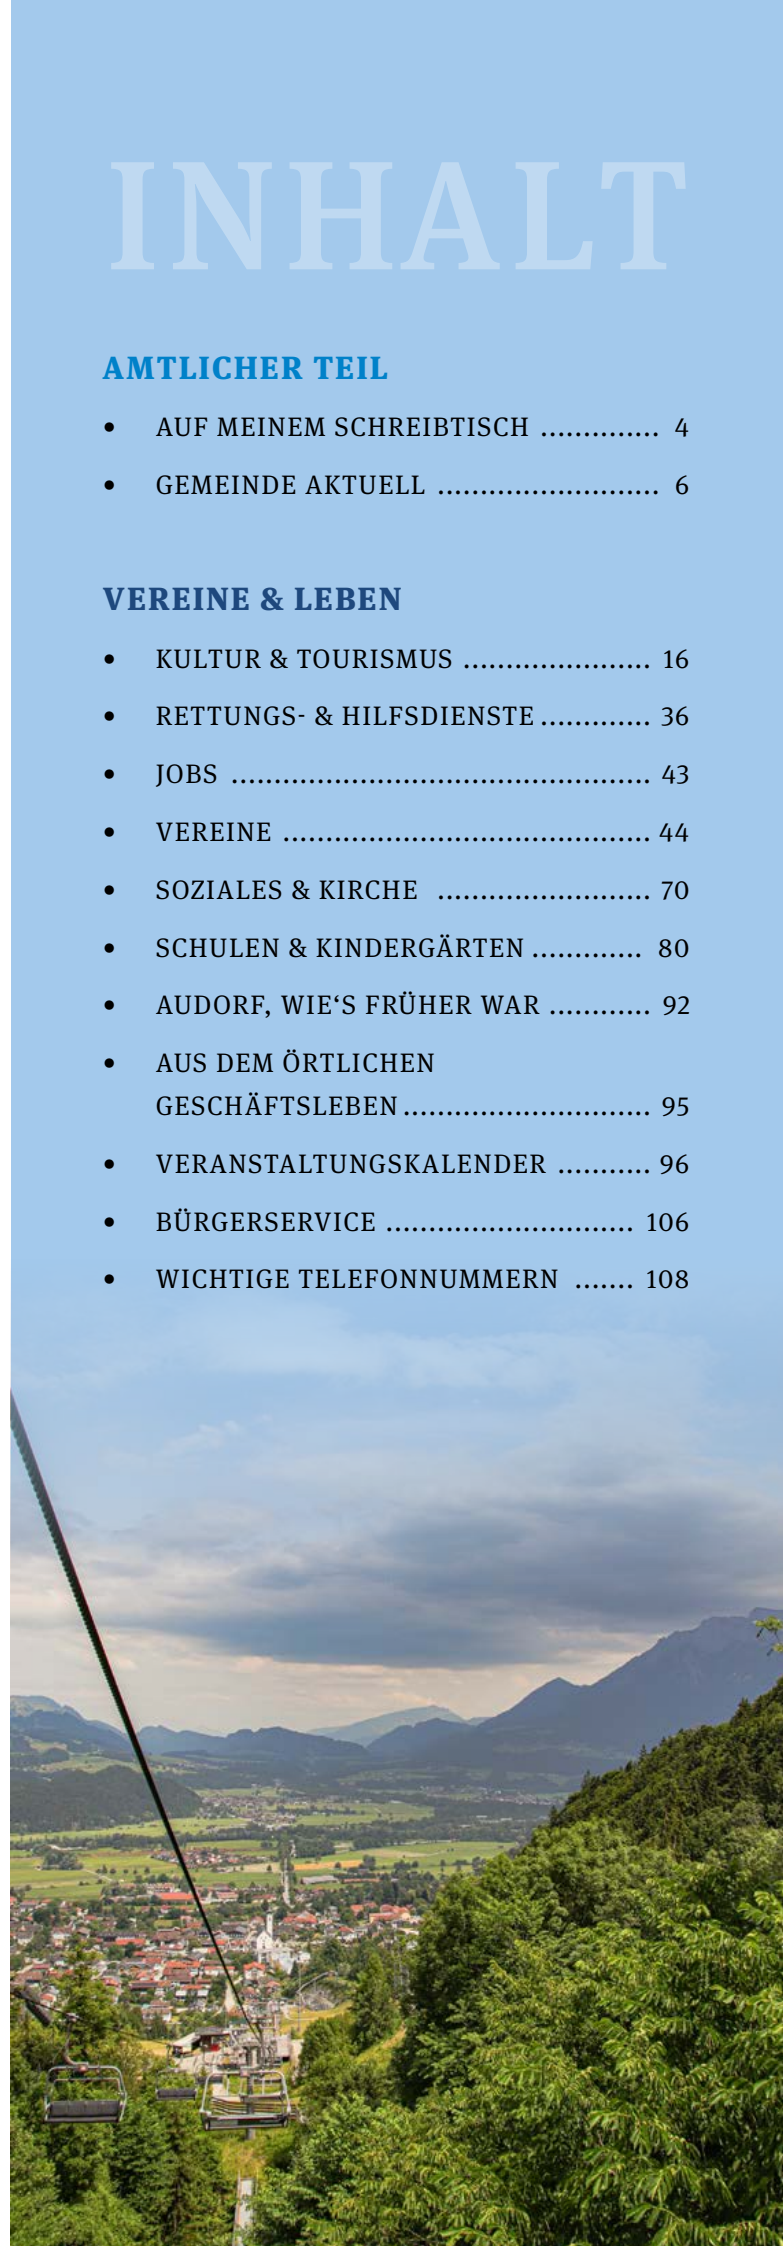 INHALT
AMTLICHER TEIL
• AUF MEINEM SCHREIBTISCH .............. 4
• GEMEINDE AKTUELL .......................... 6
VEREINE & LEBEN
• KULTUR & TOURISMUS ...................... 16
• RETTUNGS- & HILFSDIENSTE ............. 36
• JOBS ................................................. 43
• VEREINE ........................................... 44
• SOZIALES & KIRCHE ......................... 70
• SCHULEN & KINDERGÄRTEN ............. 80
• AUDORF, WIE‘S FRÜHER WAR ............ 92
• AUS DEM ÖRTLICHEN
GESCHÄFTSLEBEN ............................. 95
• VERANSTALTUNGSKALENDER ........... 96
• BÜRGERSERVICE ............................. 106
• WICHTIGE TELEFONNUMMERN ....... 108